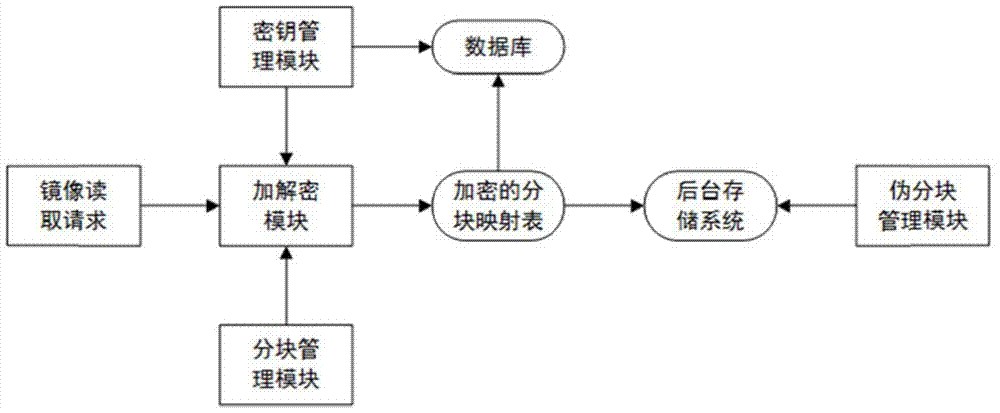 密钥管
理模块
数据库
镜像读
取请求
加解密
模块
加密的分
块映射表
后台存
储系统
伪分块
管理模块
分块管
理模块